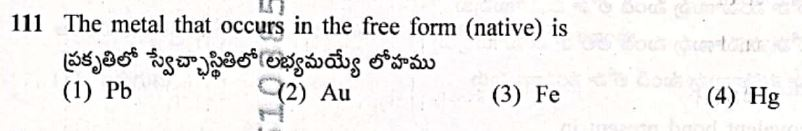 111 The metal that occurs in the free form (native) is
ప్రకృతిలో స్వేచ్ఛాస్థితిలో లభ్యమయ్యే లోహము
(1) Pb (2) Au (3) Fe (4) Hg